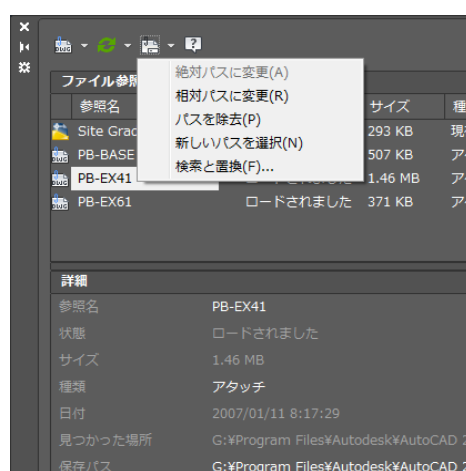 絶対パスに変更(A)
相対パスに変更(R)
パスを除去(P)
新しいパスを選択(N)
検索と置換(F)...
ファイル参照
参照名 サイズ 種
Site Grad 293 KB 現在
PB-BASE 507 KB
PB-EX41 ロードされました 1.46 MB
PB-EX61 ロードされました 371 KB
詳細
参照名 PB-EX41
状態 ロードされました
サイズ 1.46 MB
種類 アタッチ
日付 2007/01/11 8:17:29
見つかった場所 G:¥Program Files¥Autodesk¥AutoCAD 2
保存パス G:¥Program Files¥Autodesk¥AutoCAD 2